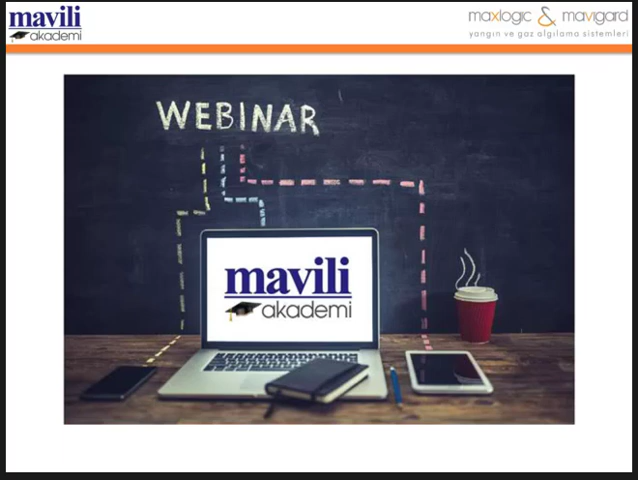 mavili
akademi
maxlogic & mavigard
yangın ve gaz algılama sistemleri
WEBINAR
mavili
akademi